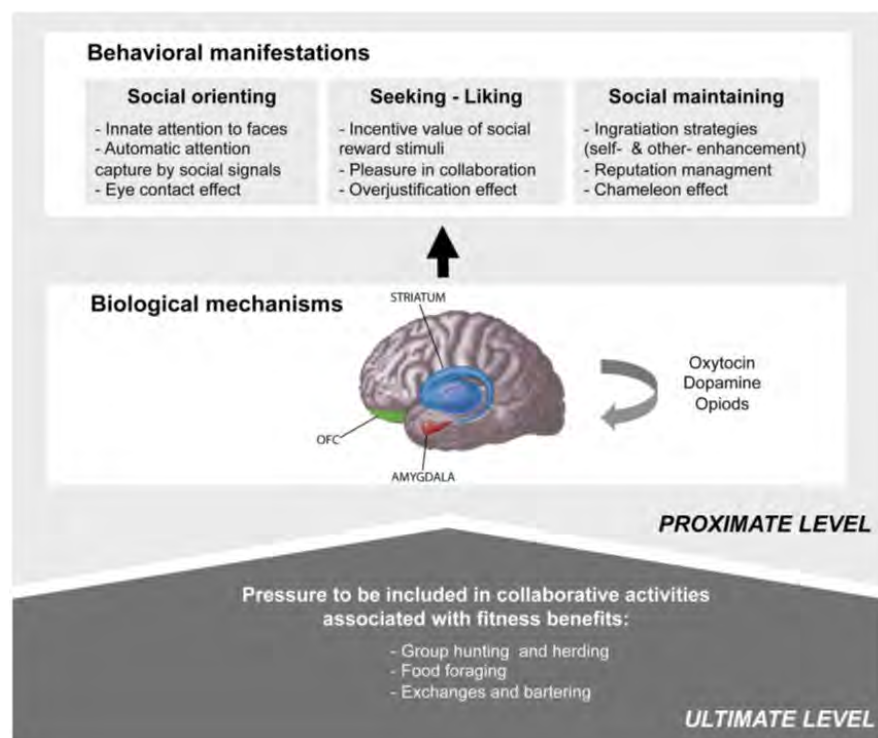 Behavioral manifestations
Social orienting
- Innate attention to faces
- Automatic attention
capture by social signals
- Eye contact effect
Seeking - Liking
- Incentive value of social
reward stimuli
- Pleasure in collaboration
- Overjustification effect
Social maintaining
- Ingratiation strategies
(self- & other- enhancement)
- Reputation managment
- Chameleon effect
Biological mechanisms
STRIATUM
OFC
AMYGDALA
Oxytocin
Dopamine
Opiods
PROXIMATE LEVEL
Pressure to be included in collaborative activities
associated with fitness benefits:
- Group hunting and herding
- Food foraging
- Exchanges and bartering
ULTIMATE LEVEL